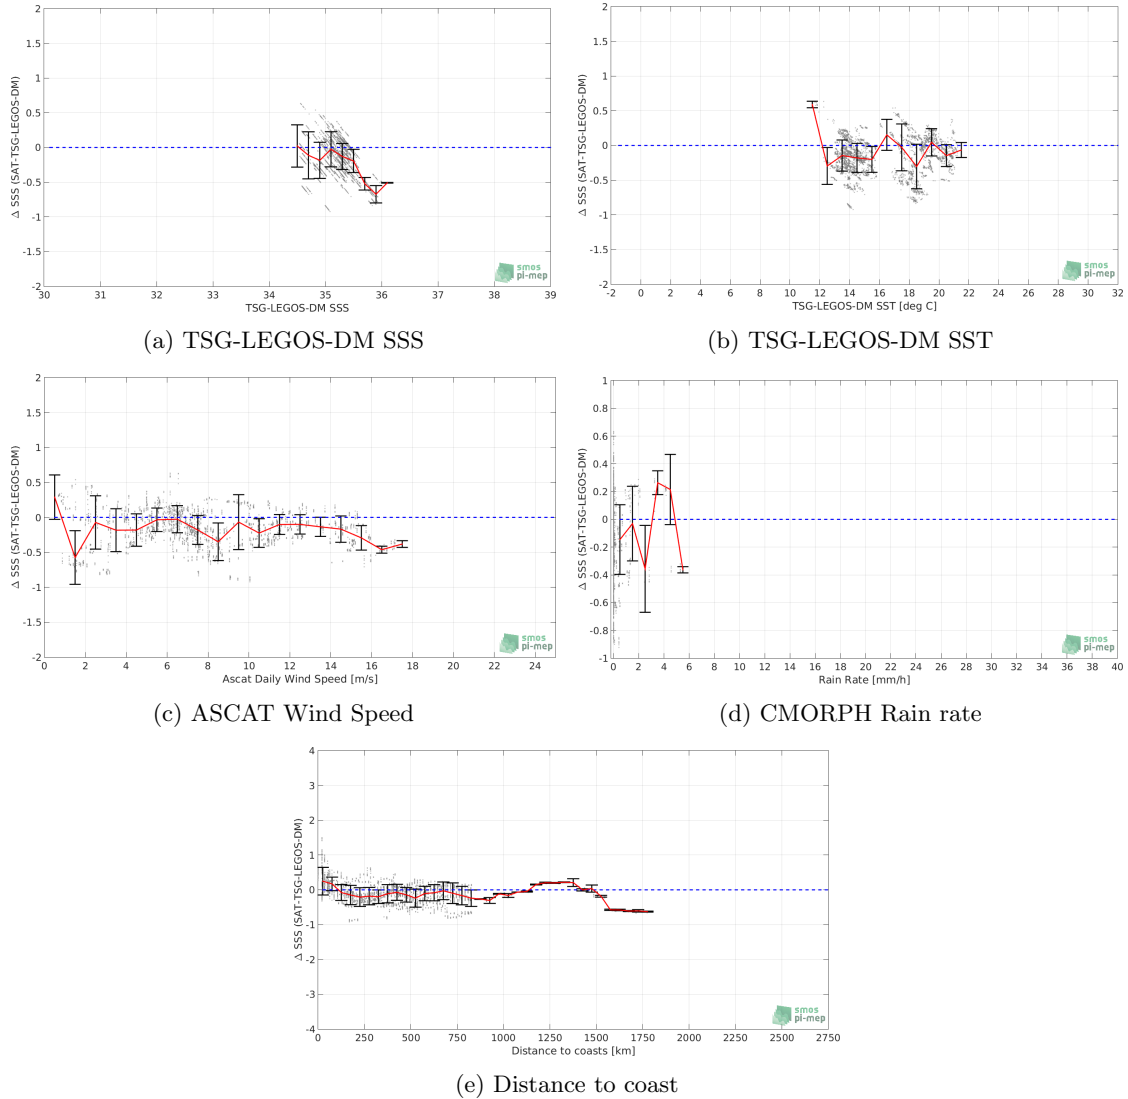 2
1.5
1
0.5
0
-0.5
-1
-1.5
-2
Δ SSS (SAT-TSG-LEGOS-DM)
30 31 32 33 34 35 36 37 38 39
TSG-LEGOS-DM SSS
smos
pi-mep
(a) TSG-LEGOS-DM SSS
2
1.5
1
0.5
0
-0.5
-1
-1.5
-2
Δ SSS (SAT-TSG-LEGOS-DM)
-2 0 2 4 6 8 10 12 14 16 18 20 22 24 26 28 30 32
TSG-LEGOS-DM SST [deg C]
smos
pi-mep
(b) TSG-LEGOS-DM SST
2
1.5
1
0.5
0
-0.5
-1
-1.5
-2
Δ SSS (SAT-TSG-LEGOS-DM)
0 2 4 6 8 10 12 14 16 18 20 22 24
Ascat Daily Wind Speed [m/s]
smos
pi-mep
(c) ASCAT Wind Speed
1
0.8
0.6
0.4
0.2
0
-0.2
-0.4
-0.6
-0.8
-1
Δ SSS (SAT-TSG-LEGOS-DM)
0 2 4 6 8 10 12 14 16 18 20 22 24 26 28 30 32 34 36 38 40
Rain Rate [mm/h]
smos
pi-mep
(d) CMORPH Rain rate
4
3
2
1
0
-1
-2
-3
-4
Δ SSS (SAT-TSG-LEGOS-DM)
0 250 500 750 1000 1250 1500 1750 2000 2250 2500 2750
Distance to coasts [km]
smos
pi-mep
(e) Distance to coast